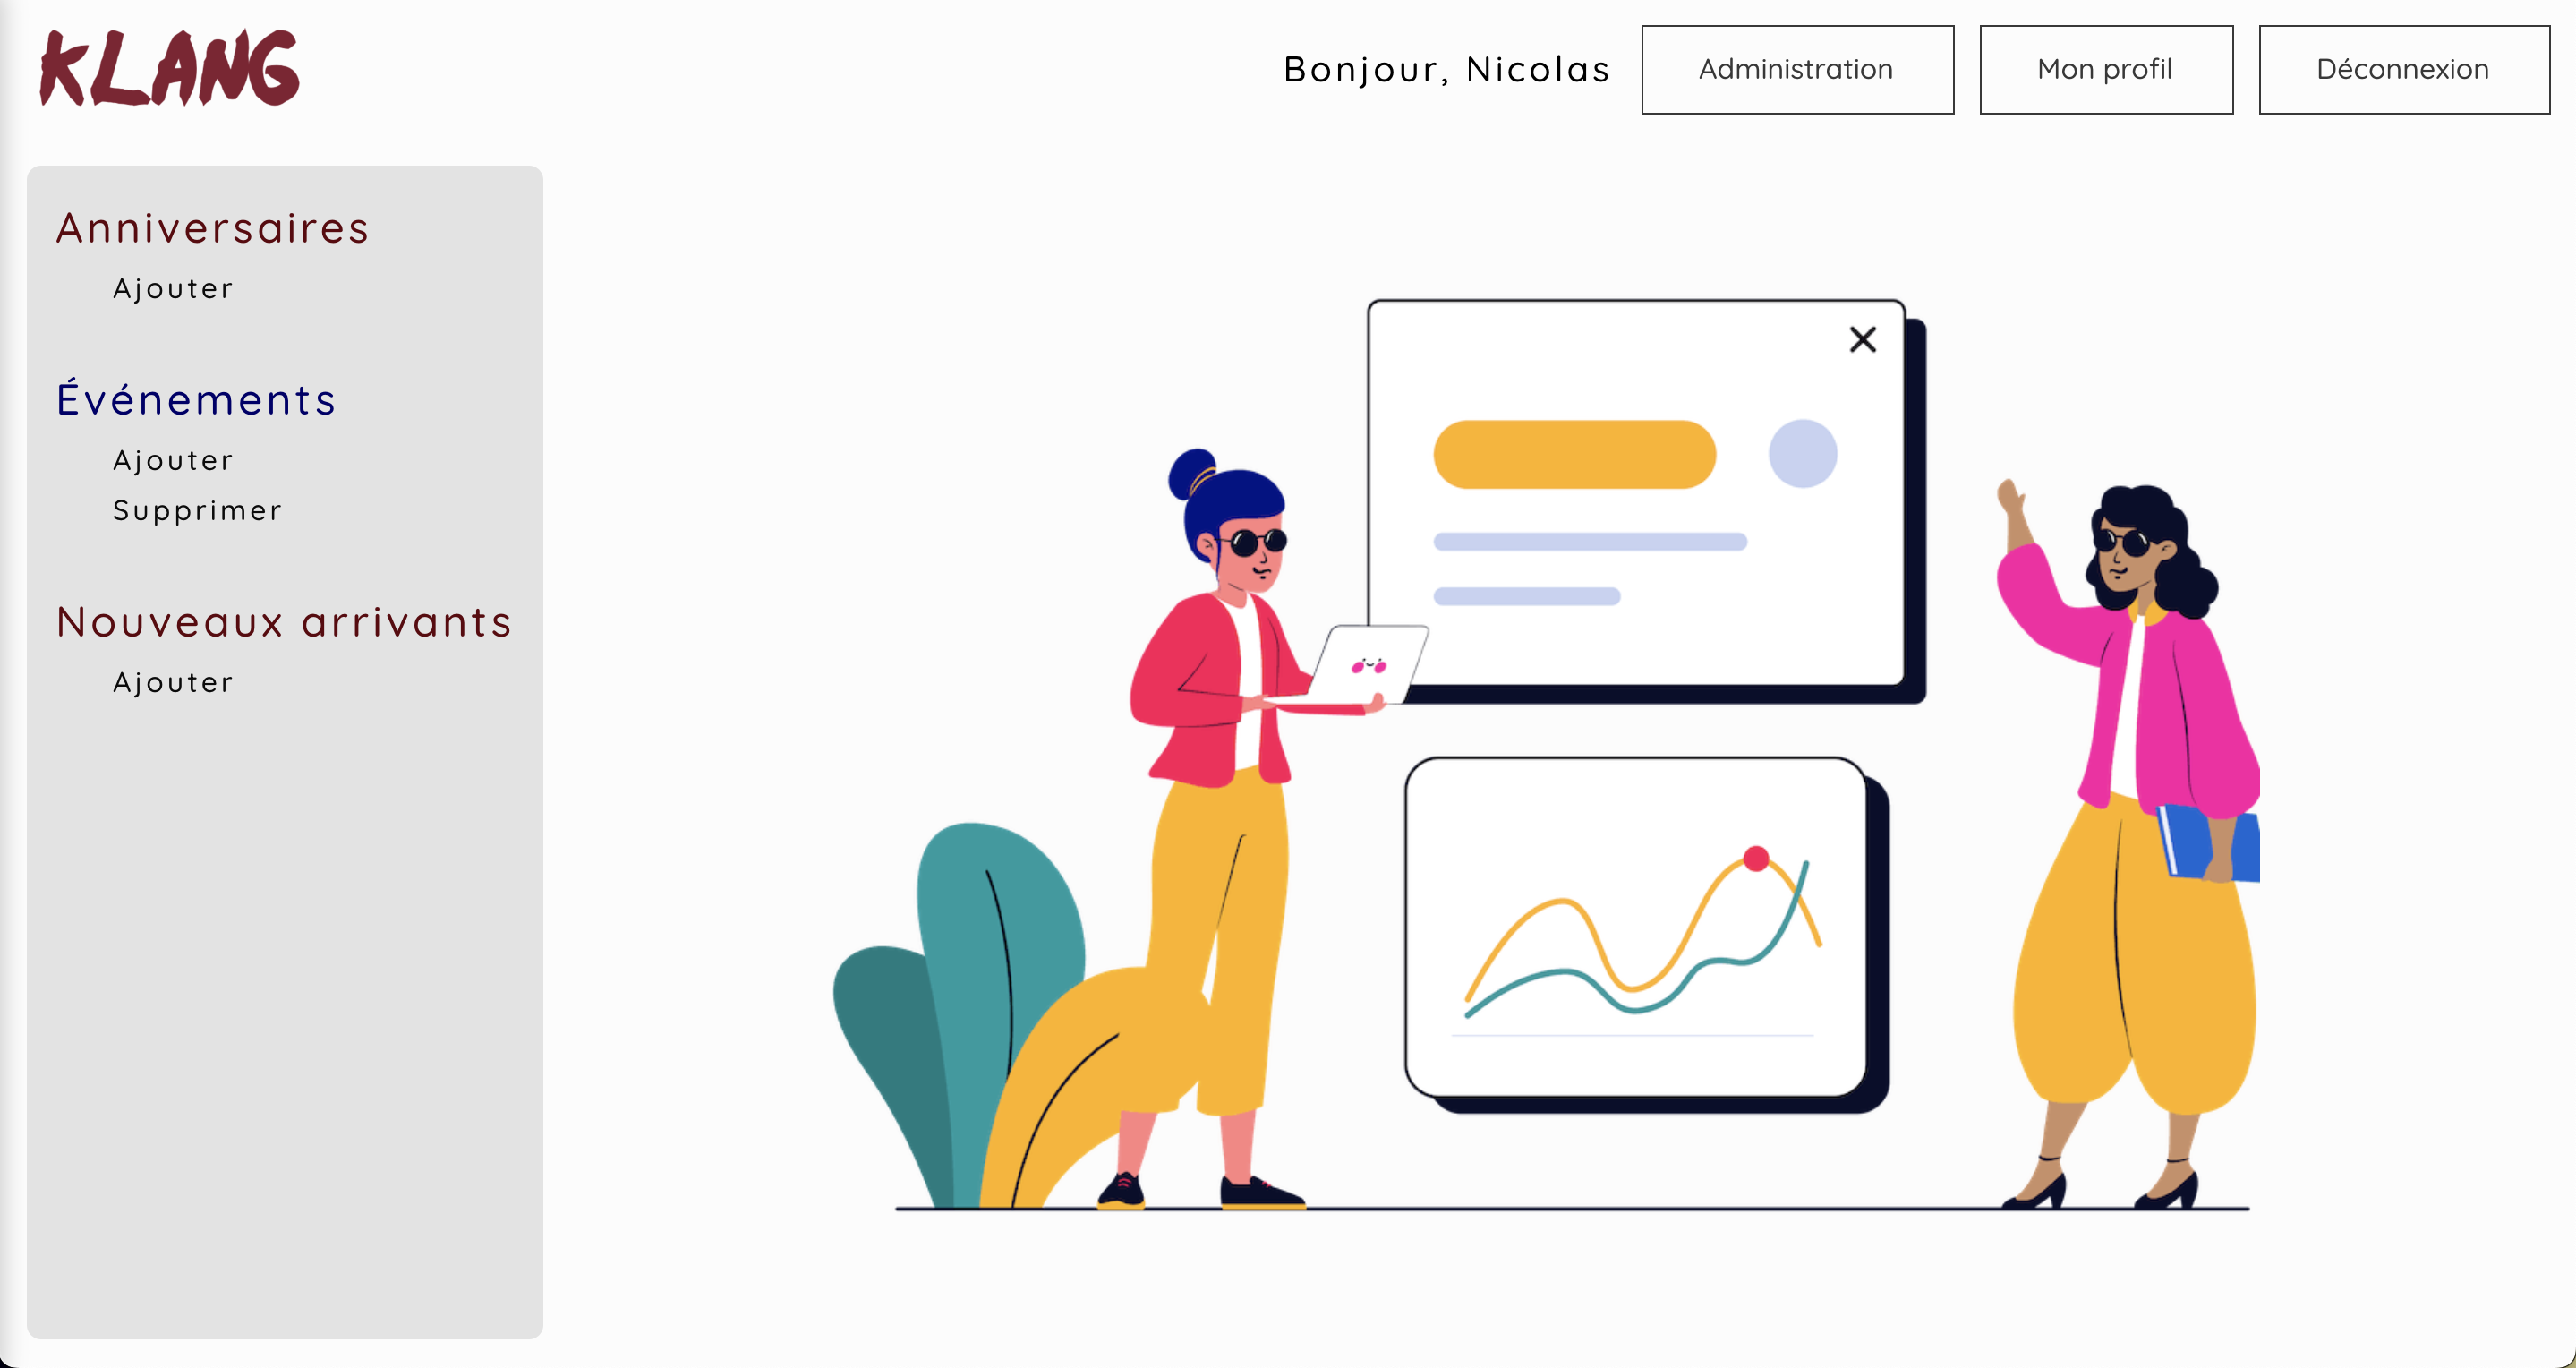 KLANG
Bonjour, Nicolas
Administration
Mon profil
Déconnexion
Anniversaires
Ajouter
Événements
Ajouter
Supprimer
Nouveaux arrivants
Ajouter